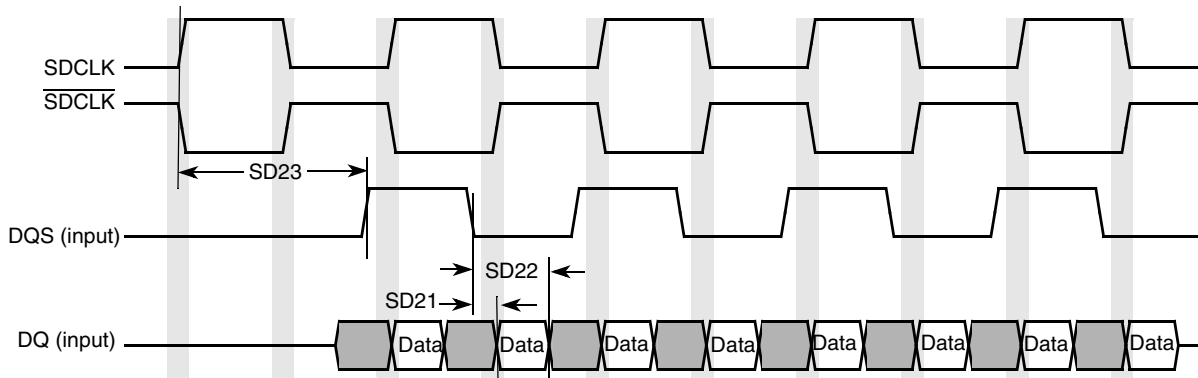 SDCLK
SDCLK
SD23
DQS (input)
SD22
SD21
DQ (input)
Data
Data
Data
Data
Data
Data
Data
Data